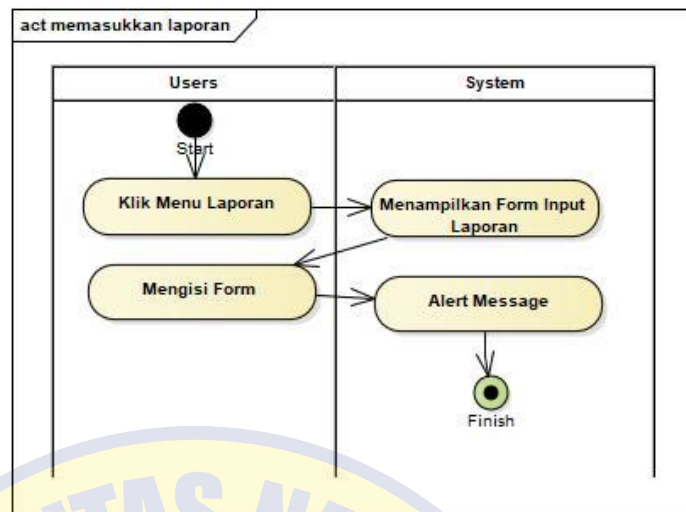 act memasukkan laporan
Users
System
Start
Klik Menu Laporan
Menampilkan Form Input
Laporan
Mengisi Form
Alert Message
Finish